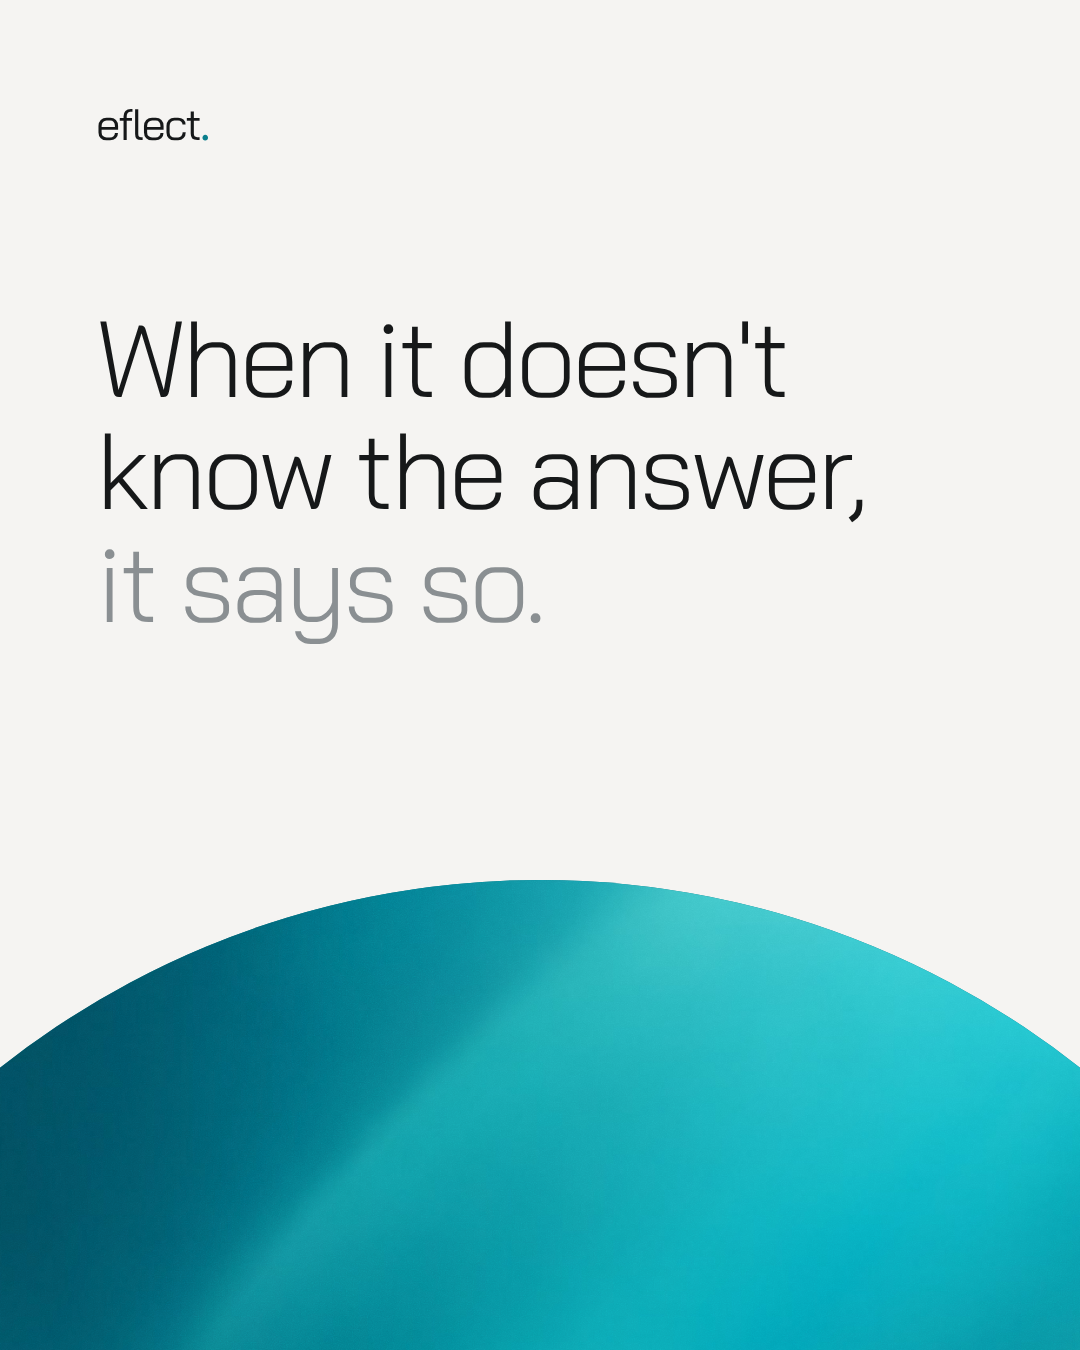 eflect.
When it doesn't
know the answer,
it says so.